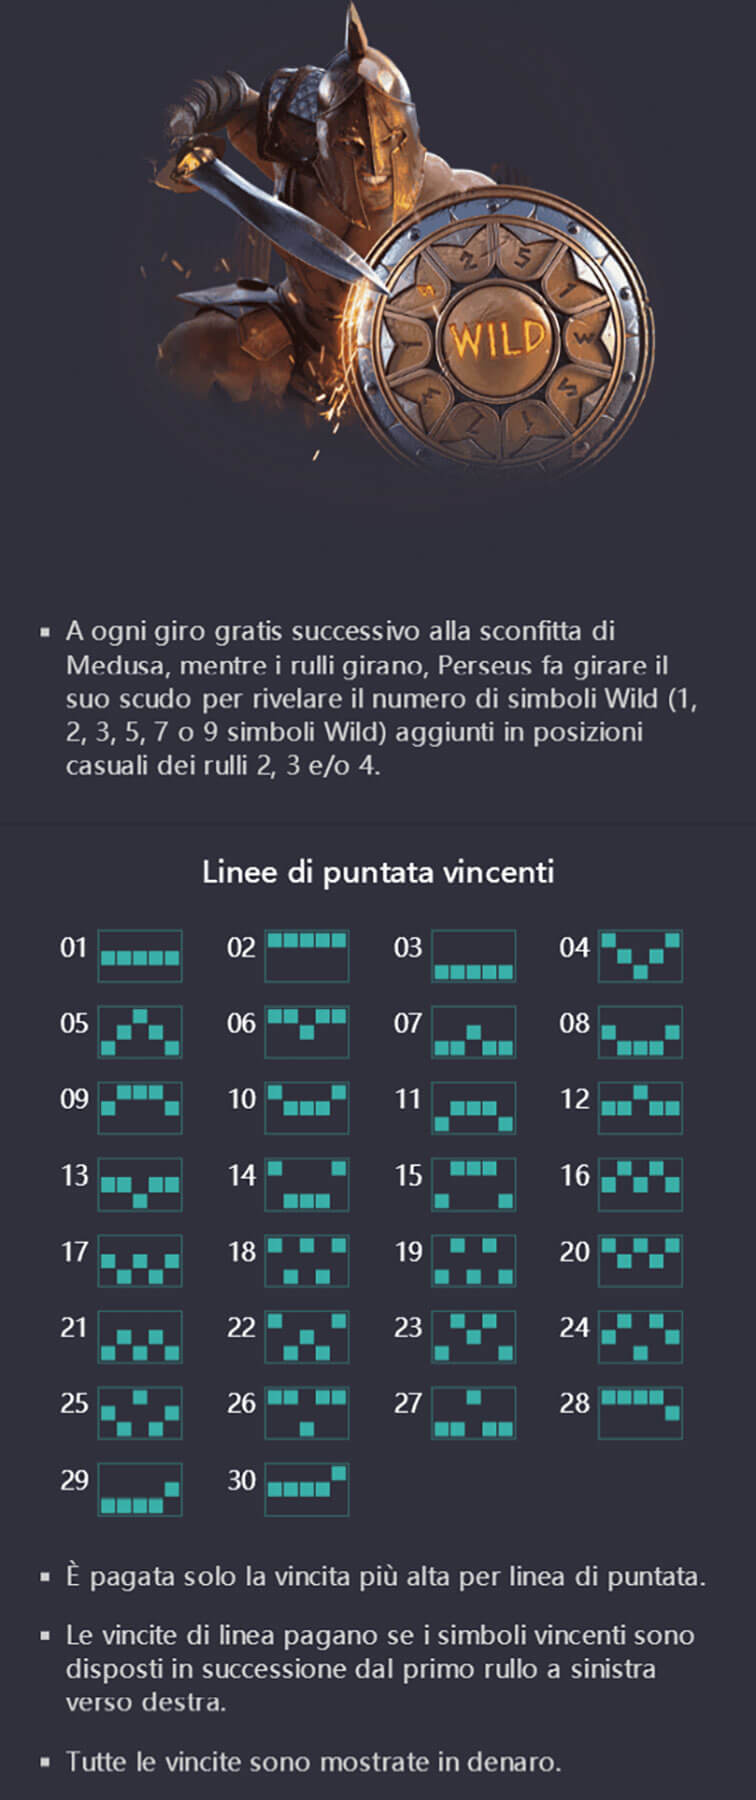 WILD
A ogni giro gratis successivo alla sconfitta di
Medusa, mentre i rulli girano, Perseus fa girare il
suo scudo per rivelare il numero di simboli Wild (1,
2, 3, 5, 7 o 9 simboli Wild) aggiunti in posizioni
casuali dei rulli 2, 3 e/o 4.
Linee di puntata vincenti
01 02 03 04
05 06 07 08
09 10 11 12
13 14 15 16
17 18 19 20
21 22 23 24
25 26 27 28
29 30
È pagata solo la vincita più alta per linea di puntata.
Le vincite di linea pagano se i simboli vincenti sono
disposti in successione dal primo rullo a sinistra
verso destra.
Tutte le vincite sono mostrate in denaro.